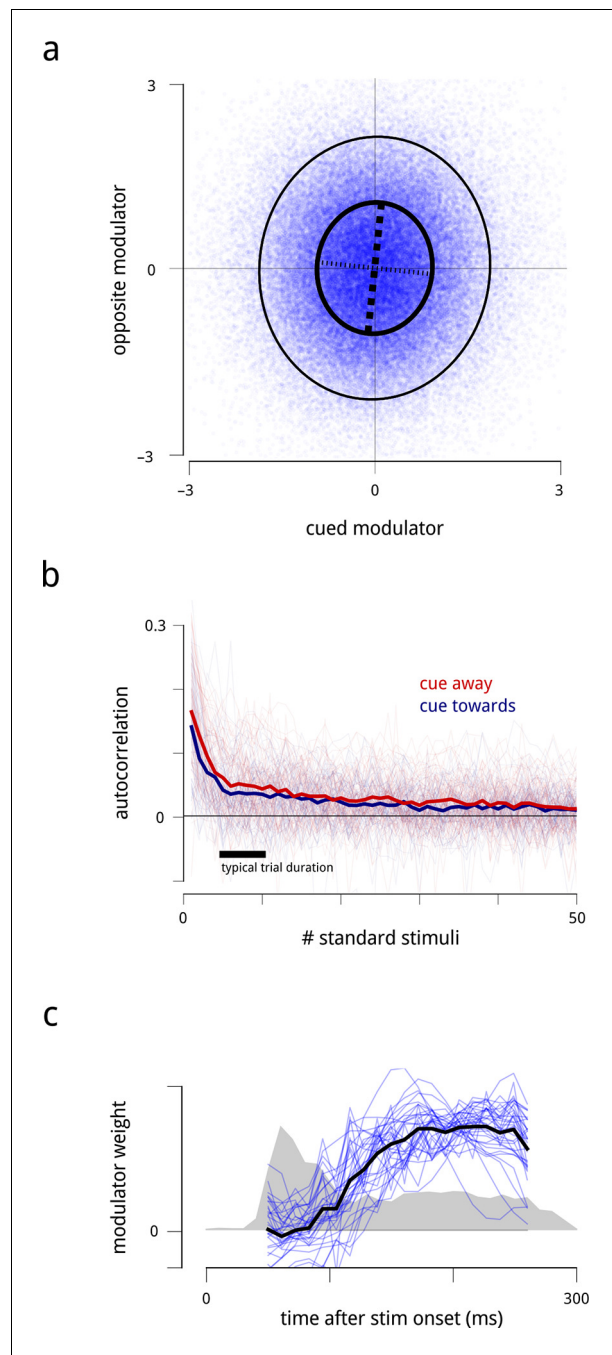 a
3
opposite modulator
0
–3
–3
0
3
cued modulator
b
0.3
cue away
cue towards
autocorrelation
0
typical trial duration
0
50
# standard stimuli
c
modulator weight
0
0
300
time after stim onset (ms)